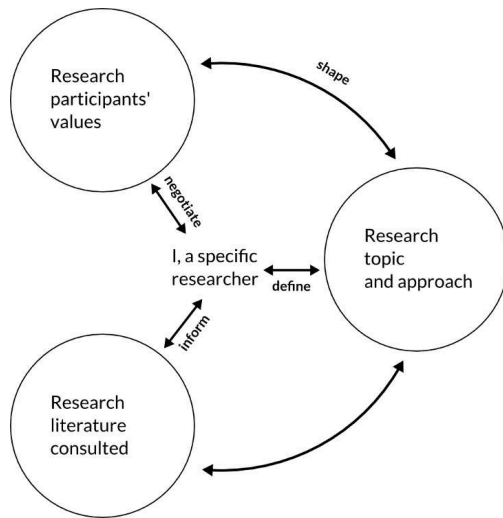 Research
participants'
values
shape
negotiate
I, a specific
researcher
define
Research
topic
and approach
inform
Research
literature
consulted